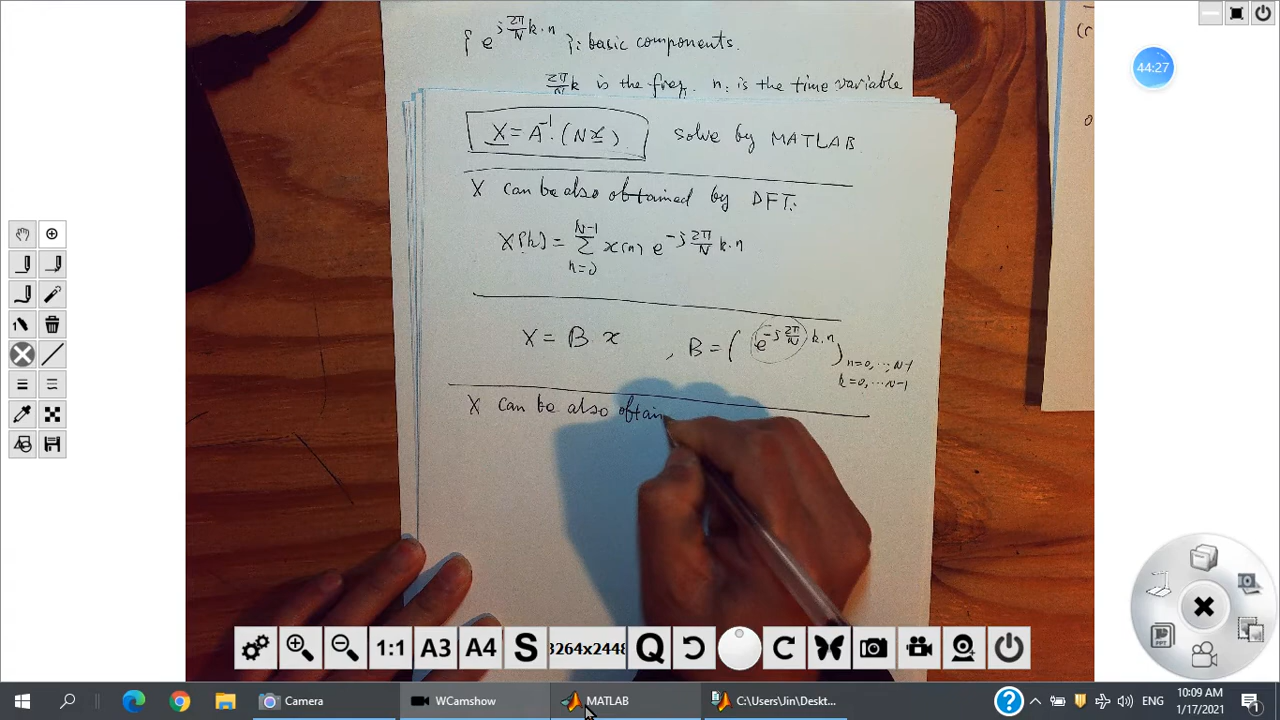 { e^{j 2π/N k·n} }: basic components.
2π/N k is the freq. n: is the time variable
X = A^{-1}·(N x)   solve by MATLAB
X can be also obtained by DFT:
X(k) = Σ_{n=0}^{N-1} x(n) e^{-j 2π/N k·n}
X = B x , B = ( e^{-j 2π/N k·n} )_{n=0,...,N-1
k=0,...N-1}
X can be also obtain
44:27
1:1 A3 A4 S 3264x2448 Q
Camera WCamshow MATLAB C:\Users\Jin\Deskt... ENG 10:09 AM
1/17/2021